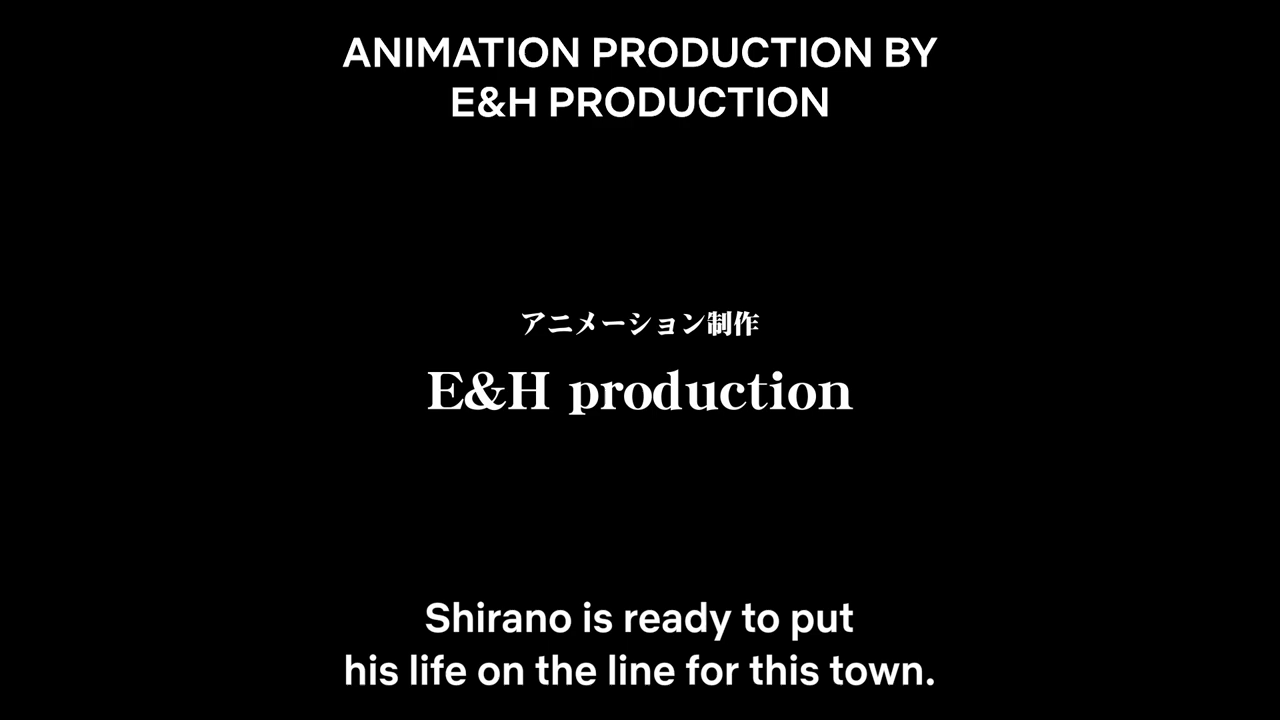 ANIMATION PRODUCTION BY
E&H PRODUCTION
アニメーション制作
E&H production
Shirano is ready to put
his life on the line for this town.